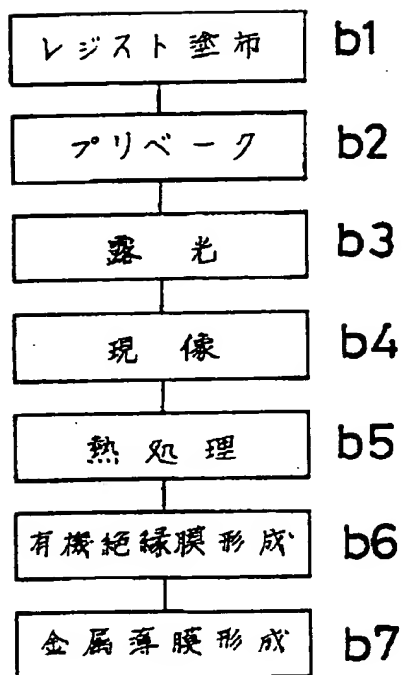 レジスト塗布 b1
プリベーク b2
露光 b3
現像 b4
熱処理 b5
有機絶縁膜形成 b6
金属薄膜形成 b7